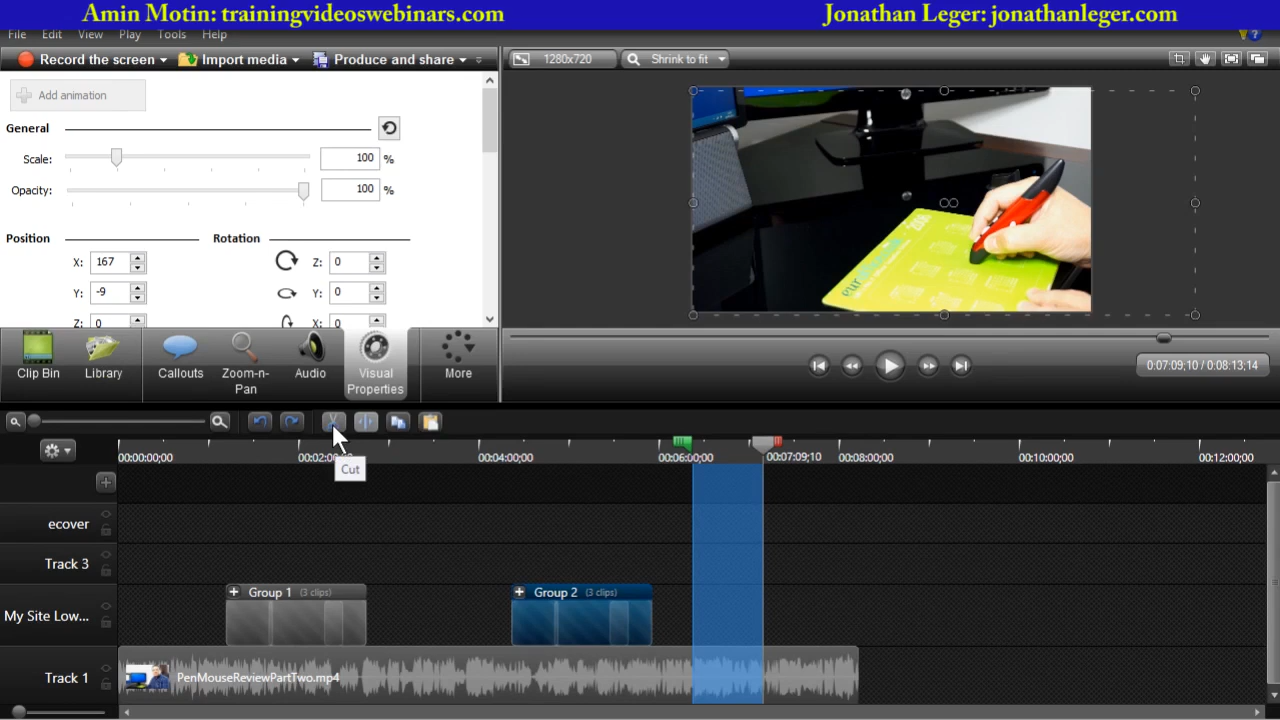 Amin Motin: trainingvideoswebinars.com
Jonathan Leger: jonathanleger.com
File Edit View Play Tools Help
Record the screen Import media Produce and share
1280x720 Shrink to fit
Add animation
General
Scale: 100 %
Opacity: 100 %
Position Rotation
X: 167 Z: 0
Y: -9 Y: 0
Z: 0 X: 0
Clip Bin
Library
Callouts
Zoom-n-Pan
Audio
Visual Properties
More
0:07:09;10 / 0:08:13;14
Cut
00:00:00;00 00:02:00;00 00:04:00;00 00:06:00;00 00:07:09;10 00:08:00;00 00:10:00;00 00:12:00;00
ecover
Track 3
My Site Low...
Group 1 (3 clips)
Group 2 (3 clips)
Track 1
PenMouseReviewPartTwo.mp4